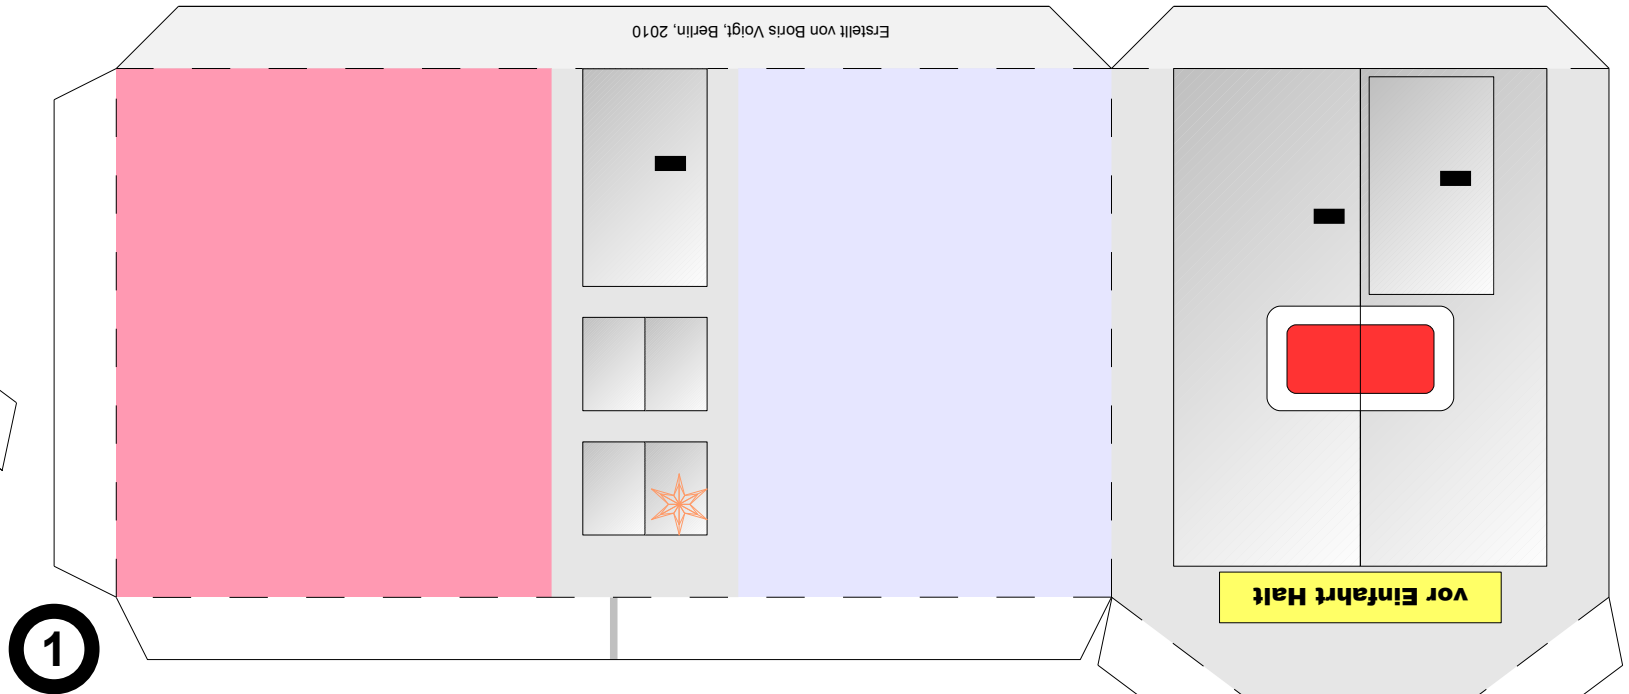 Erstellt von Boris Voigt, Berlin, 2010
vor Einfahrt Halt
1